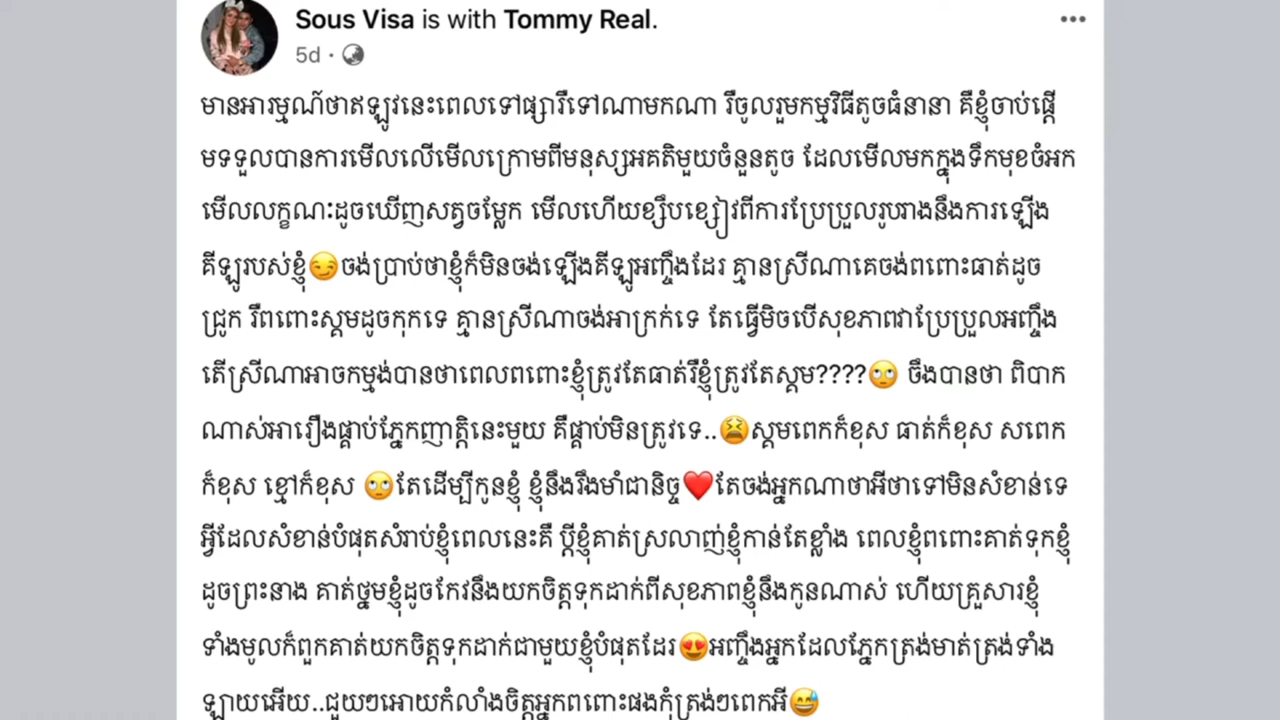 Sous Visa is with Tommy Real.
5d ·
មានអារម្មណ៍ថាឥឡូវនេះពេលទៅផ្សារឺទៅណាមកណា រឺចូលរួមកម្មវិធីតូចធំនានា គឺខ្ញុំចាប់ផ្ដើ
មទទួលបានការមើលលើមើលក្រោមពីមនុស្សអគតិមួយចំនួនតូច ដែលមើលមកក្នុងទឹកមុខចំអក
មើលលក្ខណៈដូចឃើញសត្វចម្លែក មើលហើយខ្សឹបខ្សៀវពីការប្រែប្រួលរូបរាងនឹងការឡើង
គីឡូរបស់ខ្ញុំ😏ចង់ប្រាប់ថាខ្ញុំក៏មិនចង់ឡើងគីឡូអញ្ចឹងដែរ គ្មានស្រីណាគេចង់ពពោះធាត់ដូច
ជ្រូក រឺពពោះស្គមដូចកុកទេ គ្មានស្រីណាចង់អាក្រក់ទេ តែធ្វើមិចបើសុខភាពវាប្រែប្រួលអញ្ចឹង
តើស្រីណាអាចកម្មង់បានថាពេលពពោះខ្ញុំត្រូវតែធាត់រឺខ្ញុំត្រូវតែស្គម????🙄 ចឹងបានថា ពិបាក
ណាស់អារឿងផ្គាប់ភ្នែកញាត្តិនេះមួយ គឺផ្គាប់មិនត្រូវទេ..😫ស្គមពេកក៏ខុស ធាត់ក៏ខុស សពេក
ក៏ខុស ខ្មៅក៏ខុស 🙄តែដើម្បីកូនខ្ញុំ ខ្ញុំនឹងរឹងមាំជានិច្ច❤️តែចង់អ្នកណាថាអីថាទៅមិនសំខាន់ទេ
អ្វីដែលសំខាន់បំផុតសំរាប់ខ្ញុំពេលនេះគឺ ប្ដីខ្ញុំគាត់ស្រលាញ់ខ្ញុំកាន់តែខ្លាំង ពេលខ្ញុំពពោះគាត់ទុកខ្ញុំ
ដូចព្រះនាង គាត់ថ្នមខ្ញុំដូចកែវនឹងយកចិត្តទុកដាក់ពីសុខភាពខ្ញុំនឹងកូនណាស់ ហើយគ្រួសារខ្ញុំ
ទាំងមូលក៏ពួកគាត់យកចិត្តទុកដាក់ជាមួយខ្ញុំបំផុតដែរ😍អញ្ចឹងអ្នកដែលភ្នែកត្រង់មាត់ត្រង់ទាំង
ឡាយអើយ..ជួយៗអោយកំលាំងចិត្តអ្នកពពោះផងកុំត្រង់ៗពេកអី😅